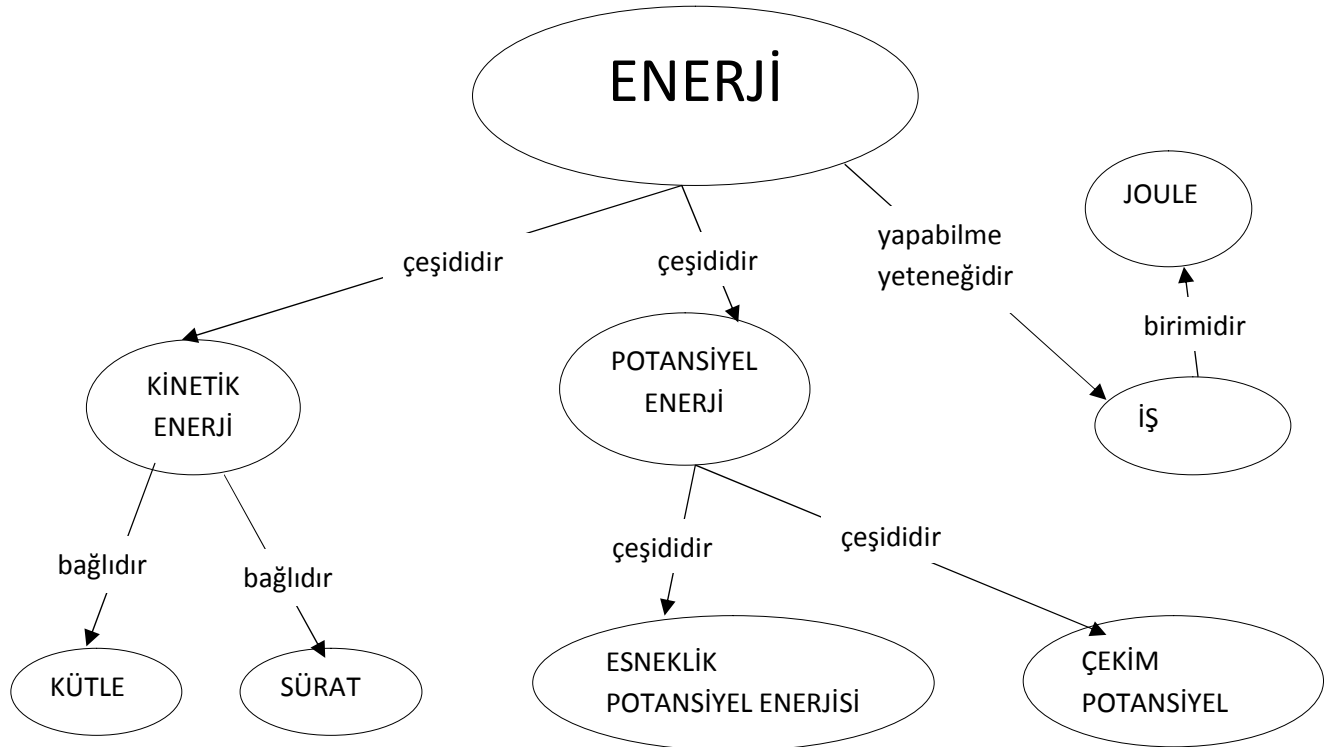 ENERJİ
JOULE
çeşididir
çeşididir
yapabilme
yeteneğidir
birimidir
KİNETİK
ENERJİ
POTANSİYEL
ENERJİ
İŞ
bağlıdır
bağlıdır
çeşididir
çeşididir
KÜTLE
SÜRAT
ESNEKLİK
POTANSİYEL ENERJİSİ
ÇEKİM
POTANSİYEL